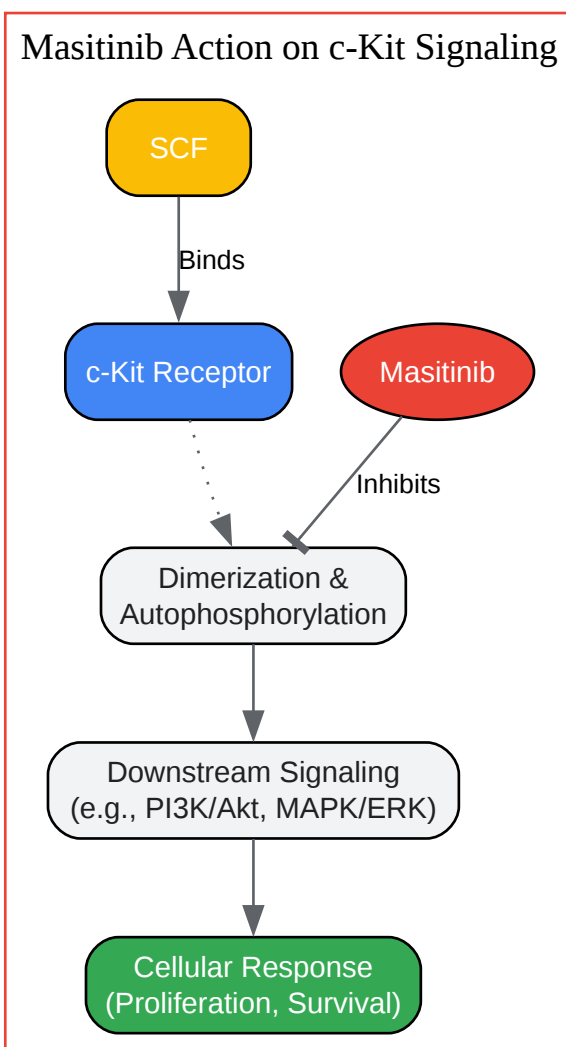 Masitinib Action on c-Kit Signaling
SCF
Binds
c-Kit Receptor
Masitinib
Inhibits
Dimerization &
Autophosphorylation
Downstream Signaling
(e.g., PI3K/Akt, MAPK/ERK)
Cellular Response
(Proliferation, Survival)